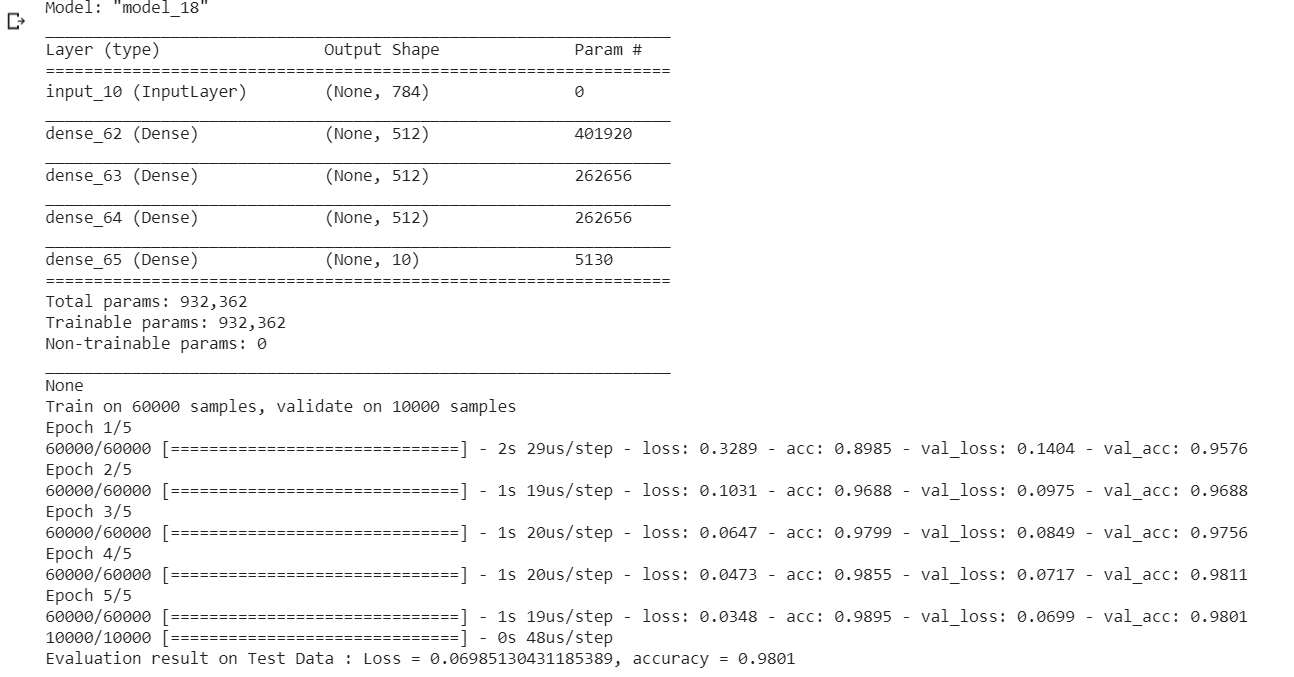 Model: "model_18"
_________________________________________________________________
Layer (type)                 Output Shape              Param #
=================================================================
input_10 (InputLayer)        (None, 784)               0
_________________________________________________________________
dense_62 (Dense)             (None, 512)               401920
_________________________________________________________________
dense_63 (Dense)             (None, 512)               262656
_________________________________________________________________
dense_64 (Dense)             (None, 512)               262656
_________________________________________________________________
dense_65 (Dense)             (None, 10)                5130
=================================================================
Total params: 932,362
Trainable params: 932,362
Non-trainable params: 0
_________________________________________________________________
None
Train on 60000 samples, validate on 10000 samples
Epoch 1/5
60000/60000 [==============================] - 2s 29us/step - loss: 0.3289 - acc: 0.8985 - val_loss: 0.1404 - val_acc: 0.9576
Epoch 2/5
60000/60000 [==============================] - 1s 19us/step - loss: 0.1031 - acc: 0.9688 - val_loss: 0.0975 - val_acc: 0.9688
Epoch 3/5
60000/60000 [==============================] - 1s 20us/step - loss: 0.0647 - acc: 0.9799 - val_loss: 0.0849 - val_acc: 0.9756
Epoch 4/5
60000/60000 [==============================] - 1s 20us/step - loss: 0.0473 - acc: 0.9855 - val_loss: 0.0717 - val_acc: 0.9811
Epoch 5/5
60000/60000 [==============================] - 1s 19us/step - loss: 0.0348 - acc: 0.9895 - val_loss: 0.0699 - val_acc: 0.9801
10000/10000 [==============================] - 0s 48us/step
Evaluation result on Test Data : Loss = 0.06985130431185389, accuracy = 0.9801